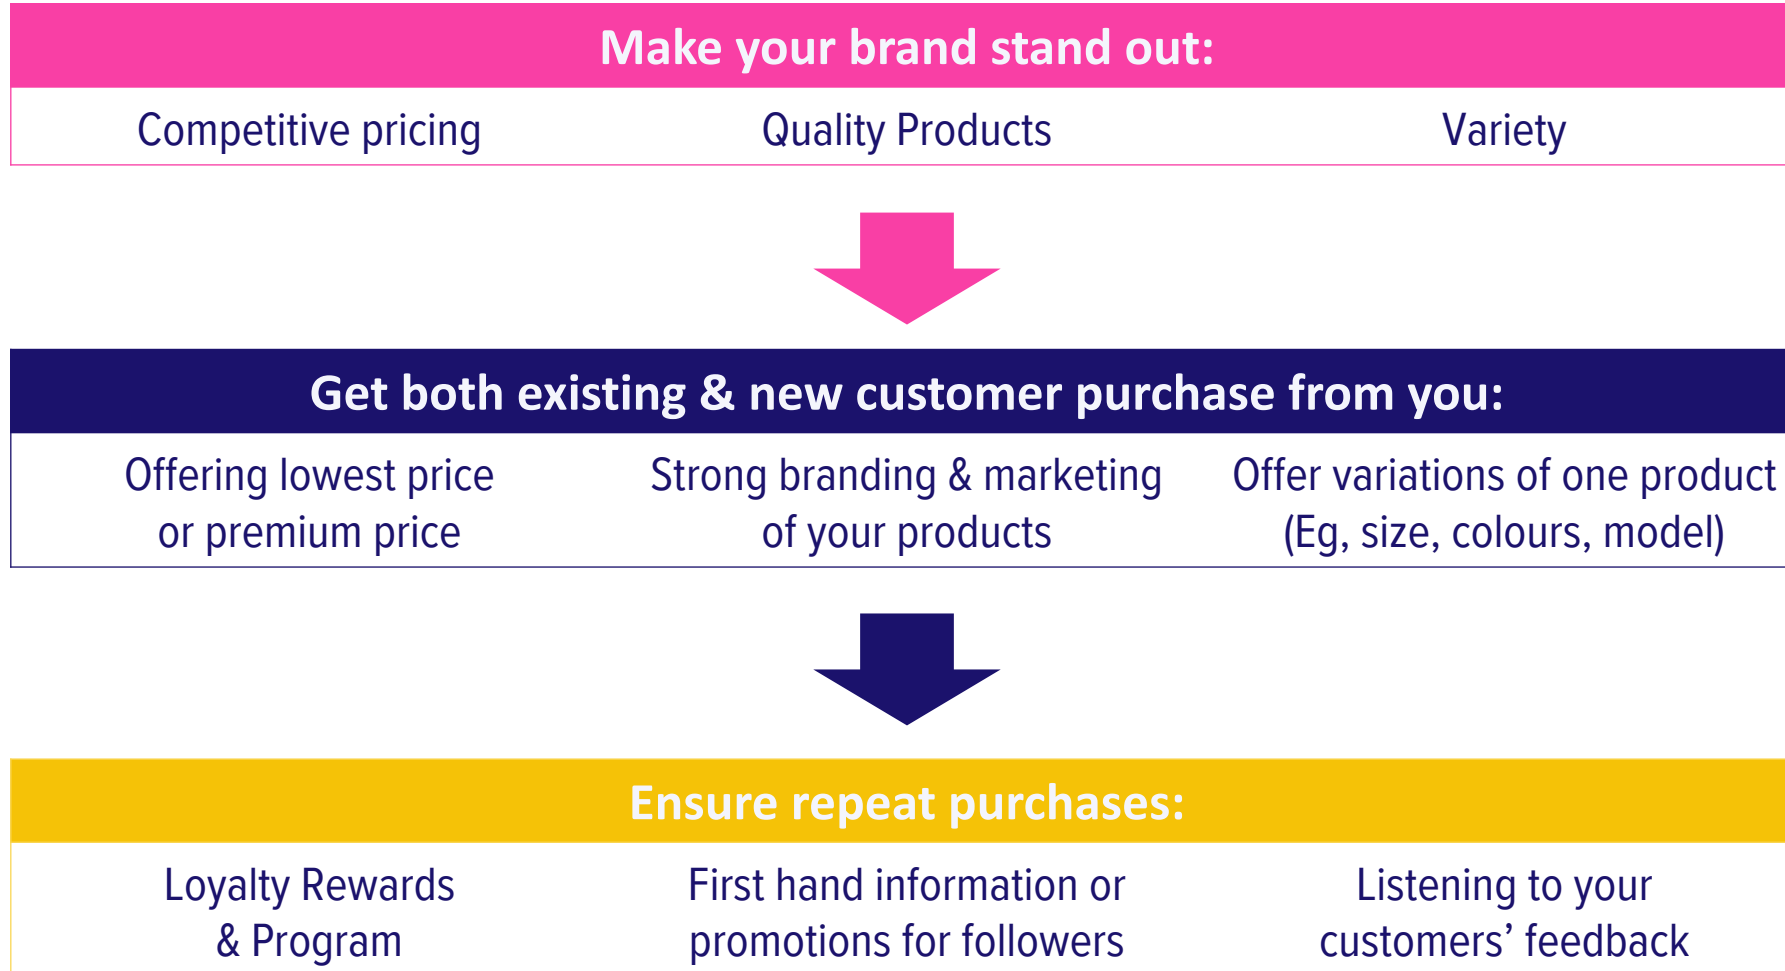 Make your brand stand out:
Competitive pricing
Quality Products
Variety
Get both existing & new customer purchase from you:
Offering lowest price
or premium price
Strong branding & marketing
of your products
Offer variations of one product
(Eg, size, colours, model)
Ensure repeat purchases:
Loyalty Rewards
& Program
First hand information or
promotions for followers
Listening to your
customers’ feedback